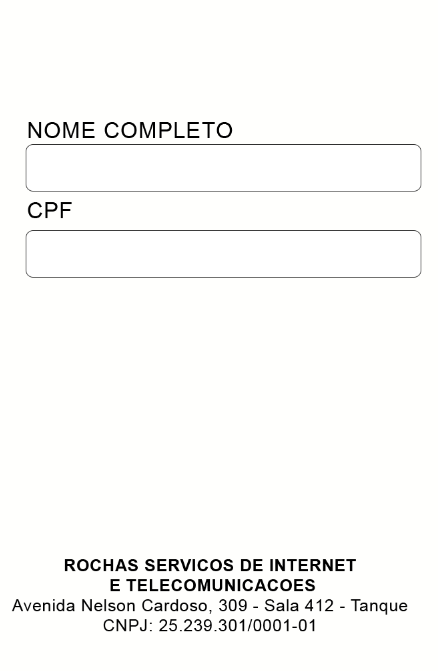 NOME COMPLETO
CPF
ROCHAS SERVICOS DE INTERNET
E TELECOMUNICACOES
Avenida Nelson Cardoso, 309 - Sala 412 - Tanque
CNPJ: 25.239.301/0001-01